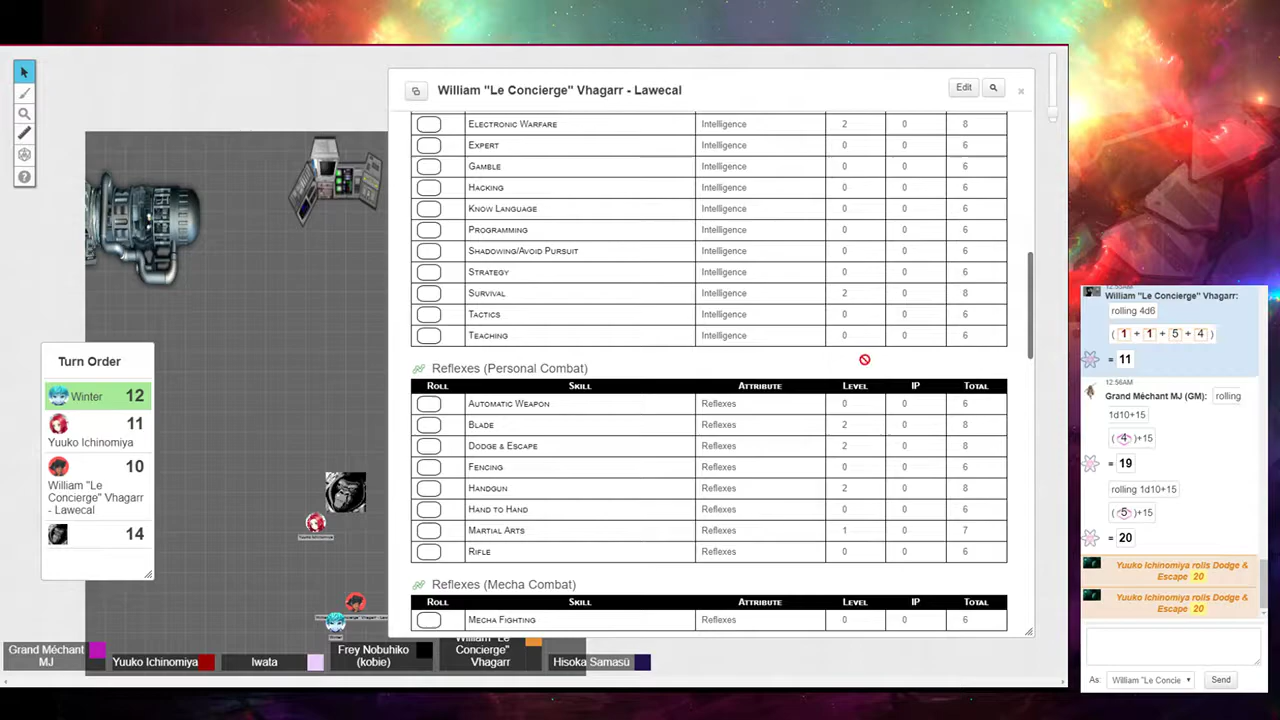 William "Le Concierge" Vhagarr - Lawecal
Edit
Electronic Warfare Intelligence 2 0 8
Expert Intelligence 0 0 6
Gamble Intelligence 0 0 6
Hacking Intelligence 0 0 6
Know Language Intelligence 0 0 6
Programming Intelligence 0 0 6
Shadowing/Avoid Pursuit Intelligence 0 0 6
Strategy Intelligence 0 0 6
Survival Intelligence 2 0 8
Tactics Intelligence 0 0 6
Teaching Intelligence 0 0 6
Reflexes (Personal Combat)
Roll Skill Attribute Level IP Total
Automatic Weapon Reflexes 0 0 6
Blade Reflexes 2 0 8
Dodge & Escape Reflexes 2 0 8
Fencing Reflexes 0 0 6
Handgun Reflexes 2 0 8
Hand to Hand Reflexes 0 0 6
Martial Arts Reflexes 1 0 7
Rifle Reflexes 0 0 6
Reflexes (Mecha Combat)
Roll Skill Attribute Level IP Total
Mecha Fighting Reflexes 0 0 6
Turn Order
Winter 12
11
Yuuko Ichinomiya
10
William "Le
Concierge" Vhagarr
- Lawecal
14
Yuuko Ichinomiya
Grand Méchant
MJ
Yuuko Ichinomiya
Iwata
Frey Nobuhiko
(kobie)
William "Le
Concierge"
Vhagarr
Hisoka Samasù
12:55AM
William "Le Concierge" Vhagarr:
rolling 4d6
(1+1+5+4)
= 11
12:56AM
Grand Méchant MJ (GM): rolling
1d10+15
(4)+15
= 19
rolling 1d10+15
(5)+15
= 20
Yuuko Ichinomiya rolls Dodge &
Escape 20
Yuuko Ichinomiya rolls Dodge &
Escape 20
As: William "Le Concie Send